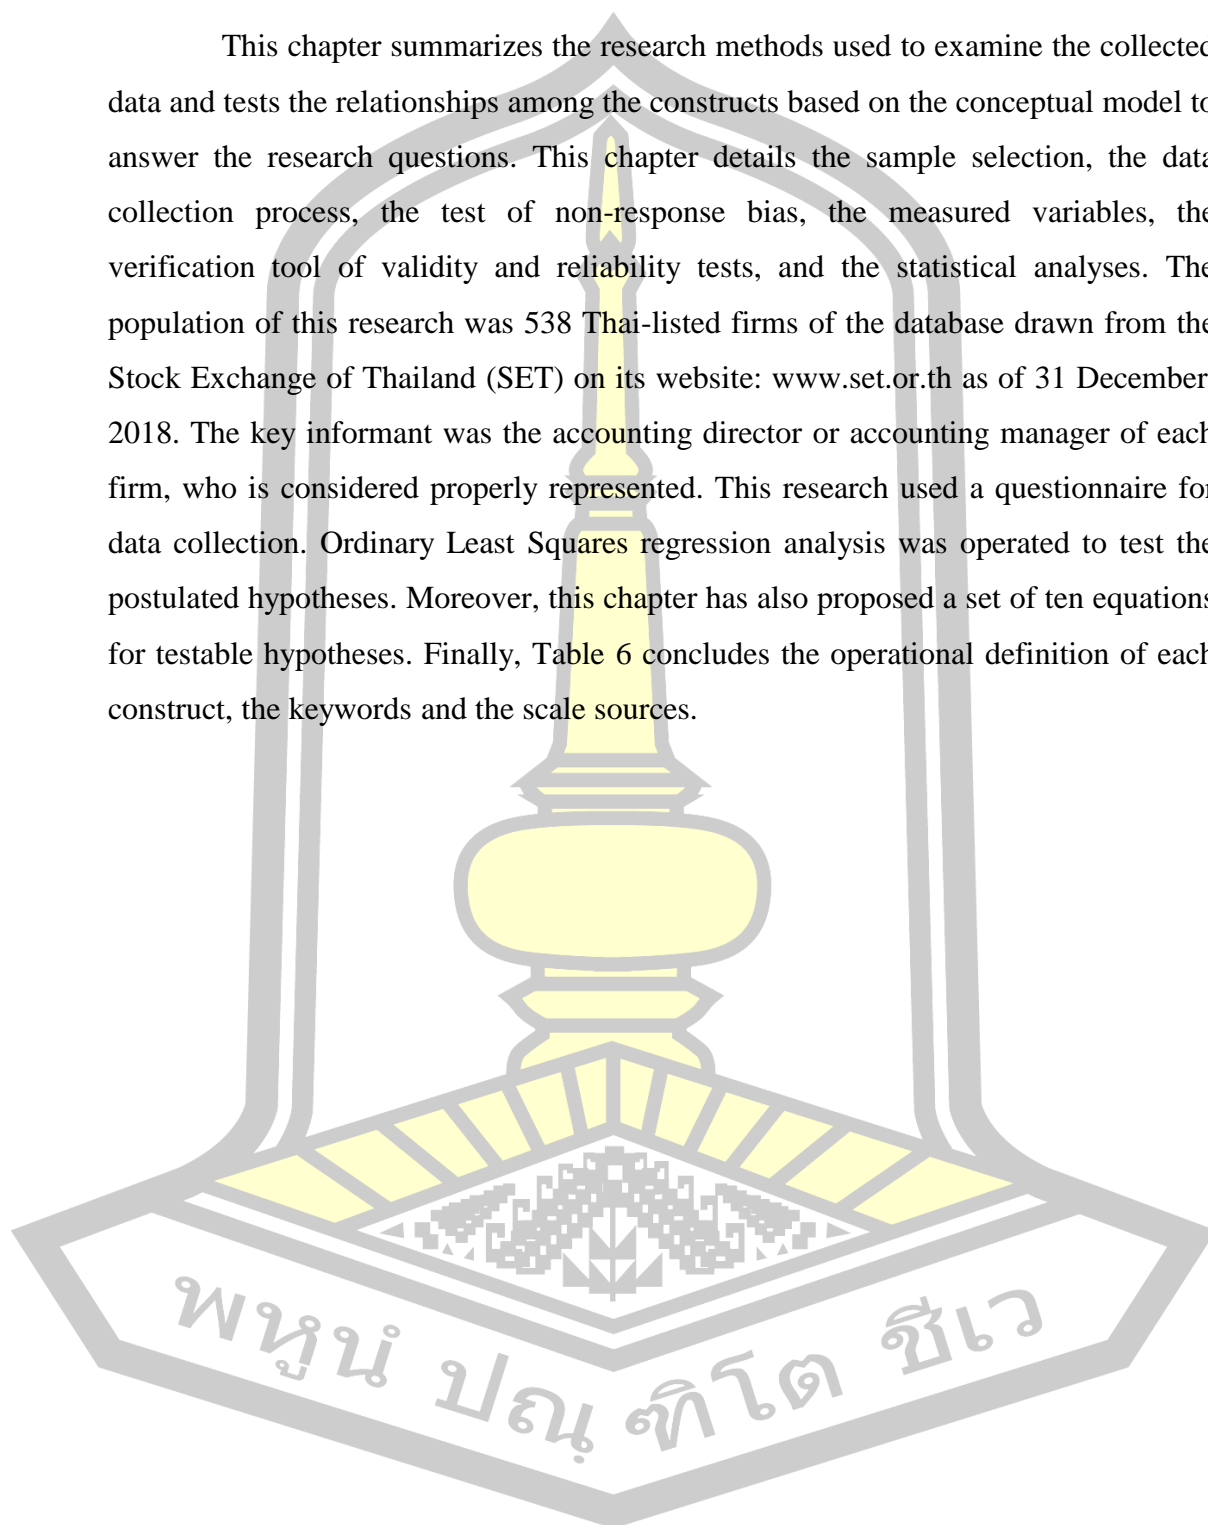 This chapter summarizes the research methods used to examine the collected
data and tests the relationships among the constructs based on the conceptual model to
answer the research questions. This chapter details the sample selection, the data
collection process, the test of non-response bias, the measured variables, the
verification tool of validity and reliability tests, and the statistical analyses. The
population of this research was 538 Thai-listed firms of the database drawn from the
Stock Exchange of Thailand (SET) on its website: www.set.or.th as of 31 December
2018. The key informant was the accounting director or accounting manager of each
firm, who is considered properly represented. This research used a questionnaire for
data collection. Ordinary Least Squares regression analysis was operated to test the
postulated hypotheses. Moreover, this chapter has also proposed a set of ten equations
for testable hypotheses. Finally, Table 6 concludes the operational definition of each
construct, the keywords and the scale sources.
พหูนํ ปณฺฑิโต ชีเว